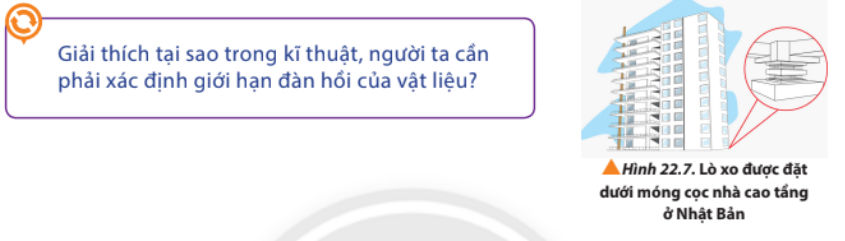 Giải thích tại sao trong kĩ thuật, người ta cần
phải xác định giới hạn đàn hồi của vật liệu?
Hình 22.7. Lò xo được đặt
dưới móng cọc nhà cao tầng
ở Nhật Bản